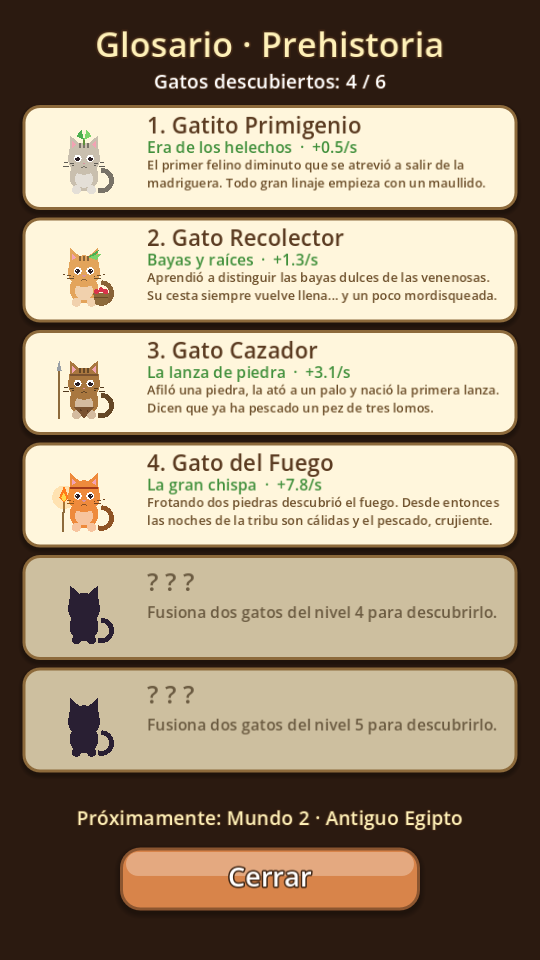 Glosario · Prehistoria
Gatos descubiertos: 4 / 6
1. Gatito Primigenio
Era de los helechos · +0.5/s
El primer felino diminuto que se atrevió a salir de la
madriguera. Todo gran linaje empieza con un maullido.
2. Gato Recolector
Bayas y raíces · +1.3/s
Aprendió a distinguir las bayas dulces de las venenosas.
Su cesta siempre vuelve llena... y un poco mordisqueada.
3. Gato Cazador
La lanza de piedra · +3.1/s
Afiló una piedra, la ató a un palo y nació la primera lanza.
Dicen que ya ha pescado un pez de tres lomos.
4. Gato del Fuego
La gran chispa · +7.8/s
Frotando dos piedras descubrió el fuego. Desde entonces
las noches de la tribu son cálidas y el pescado, crujiente.
? ? ?
Fusiona dos gatos del nivel 4 para descubrirlo.
? ? ?
Fusiona dos gatos del nivel 5 para descubrirlo.
Próximamente: Mundo 2 · Antiguo Egipto
Cerrar